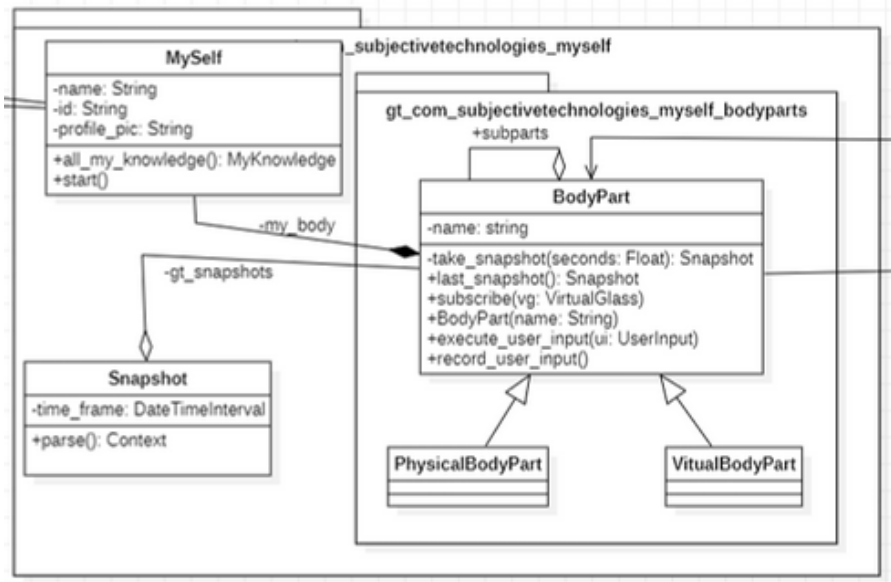 _subjectivetechnologies_myself
MySelf
-name: String
-id: String
-profile_pic: String
+all_my_knowledge(): MyKnowledge
+start()
gt_com_subjectivetechnologies_myself_bodyparts
+subparts
BodyPart
-name: string
-take_snapshot(seconds: Float): Snapshot
+last_snapshot(): Snapshot
+subscribe(vg: VirtualGlass)
+BodyPart(name: String)
+execute_user_input(ui: UserInput)
+record_user_input()
-my_body
-gt_snapshots
Snapshot
-time_frame: DateTimeInterval
+parse(): Context
PhysicalBodyPart
VitualBodyPart